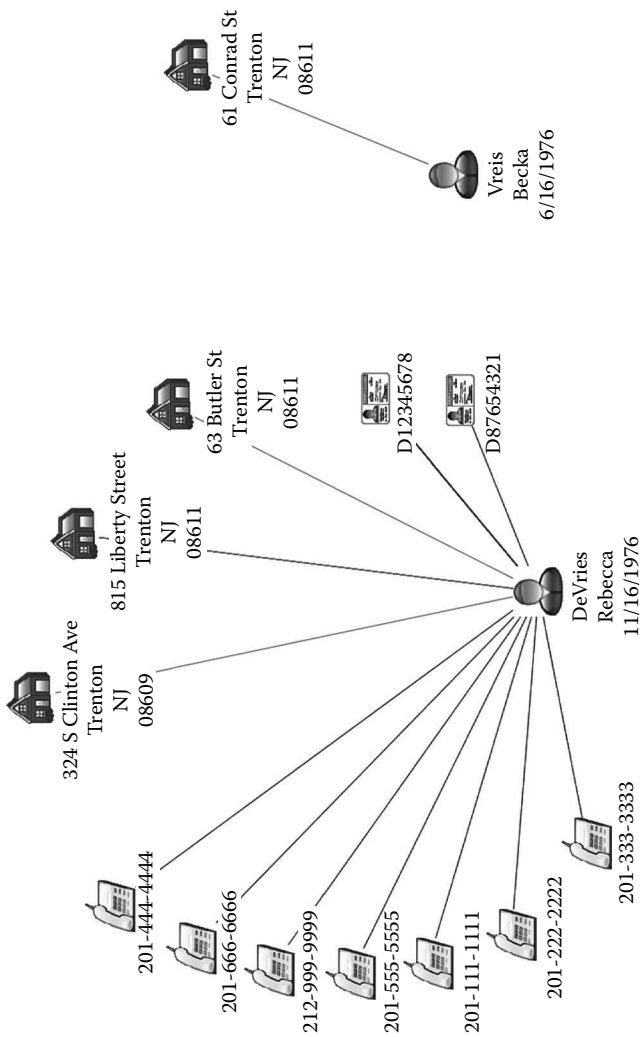 201-444-4444
201-666-6666
212-999-9999
201-555-5555
201-111-1111
201-222-2222
201-333-3333
324 S Clinton Ave
Trenton
NJ
08609
815 Liberty Street
Trenton
NJ
08611
63 Butler St
Trenton
NJ
08611
D12345678
D87654321
DeVries
Rebecca
11/16/1976
61 Conrad St
Trenton
NJ
08611
Vreis
Becka
6/16/1976